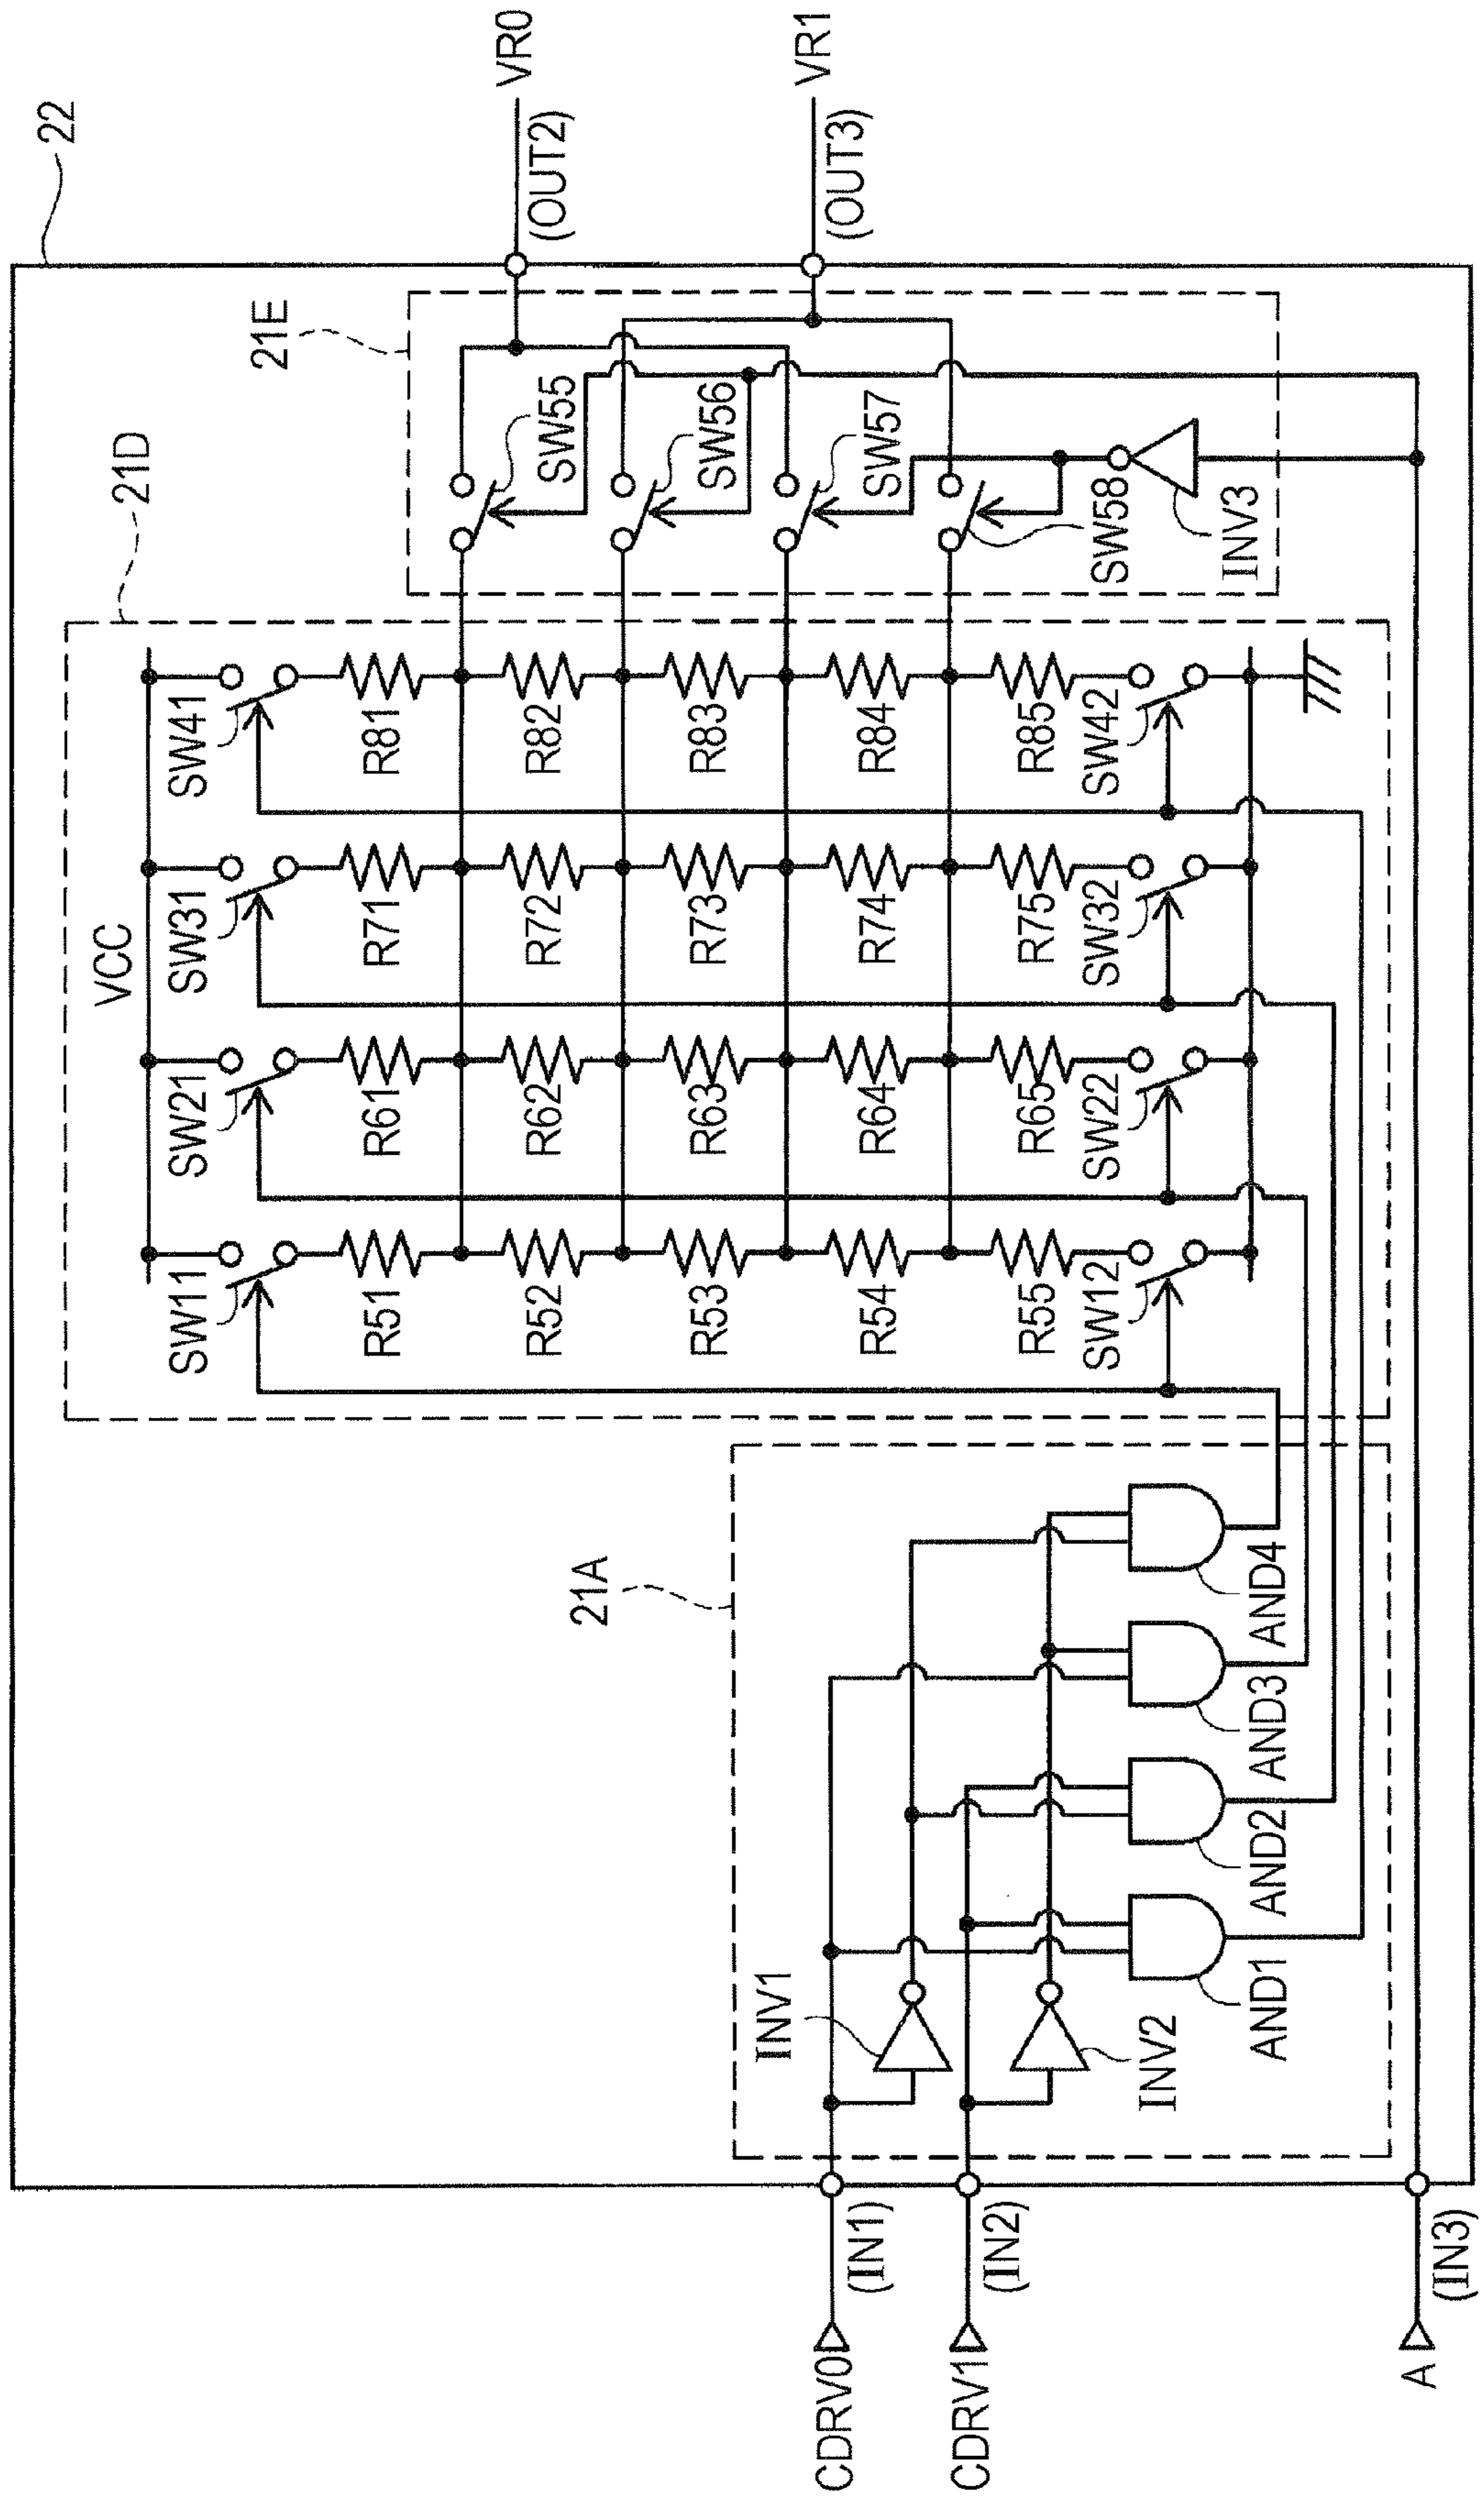 22
21D
21E
VCC
SW11
SW21
SW31
SW41
R51
R61
R71
R81
R52
R62
R72
R82
R53
R63
R73
R83
R54
R64
R74
R84
R55
R65
R75
R85
SW12
SW22
SW32
SW42
SW55
SW56
SW57
SW58
INV3
VR0
(OUT2)
VR1
(OUT3)
21A
INV1
INV2
AND1
AND2
AND3
AND4
CDRV0
(IN1)
CDRV1
(IN2)
A
(IN3)